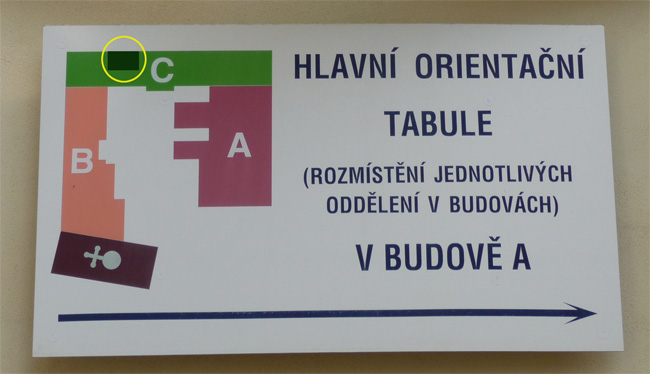 C
B
A
HLAVNÍ ORIENTAČNÍ
TABULE
(ROZMÍSTĚNÍ JEDNOTLIVÝCH
ODDĚLENÍ V BUDOVÁCH)
V BUDOVĚ A